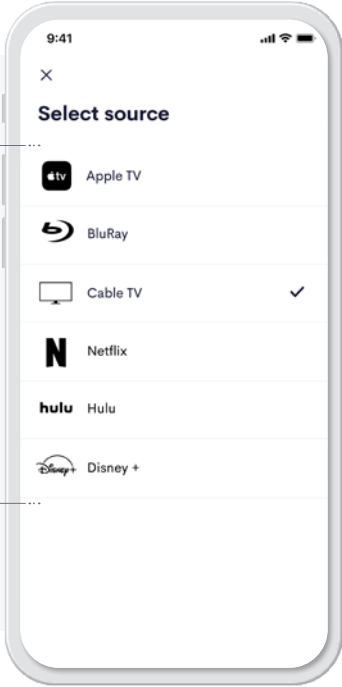 9:41
Select source
tv Apple TV
BluRay
Cable TV
N Netflix
hulu Hulu
Disney+ Disney +